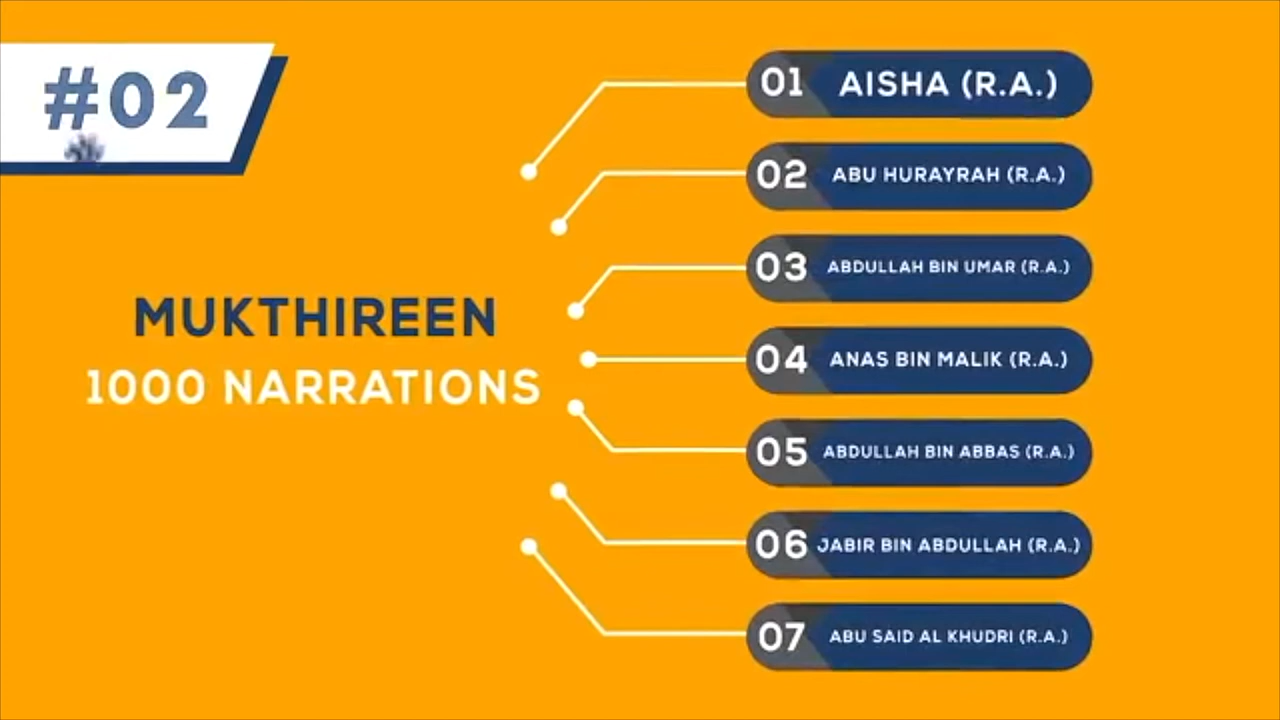 #02
MUKTHIREEN
1000 NARRATIONS
01 AISHA (R.A.)
02 ABU HURAYRAH (R.A.)
03 ABDULLAH BIN UMAR (R.A.)
04 ANAS BIN MALIK (R.A.)
05 ABDULLAH BIN ABBAS (R.A.)
06 JABIR BIN ABDULLAH (R.A.)
07 ABU SAID AL KHUDRI (R.A.)